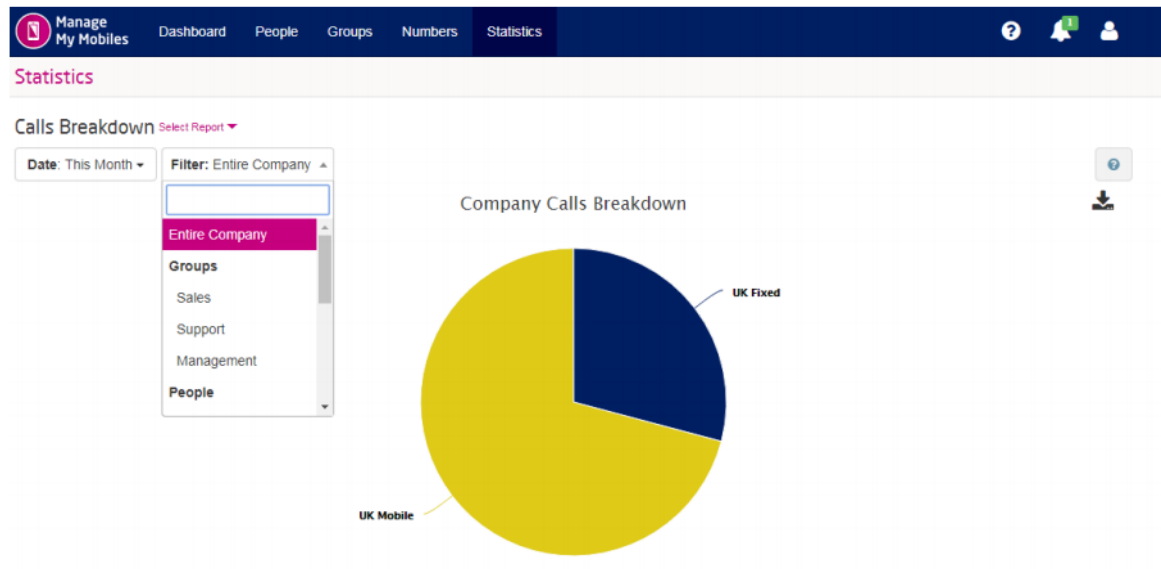 Manage
My Mobiles
Dashboard People Groups Numbers Statistics
1
Statistics
Calls Breakdown Select Report
Date: This Month
Filter: Entire Company
Entire Company
Groups
Sales
Support
Management
People
Company Calls Breakdown
UK Fixed
UK Mobile